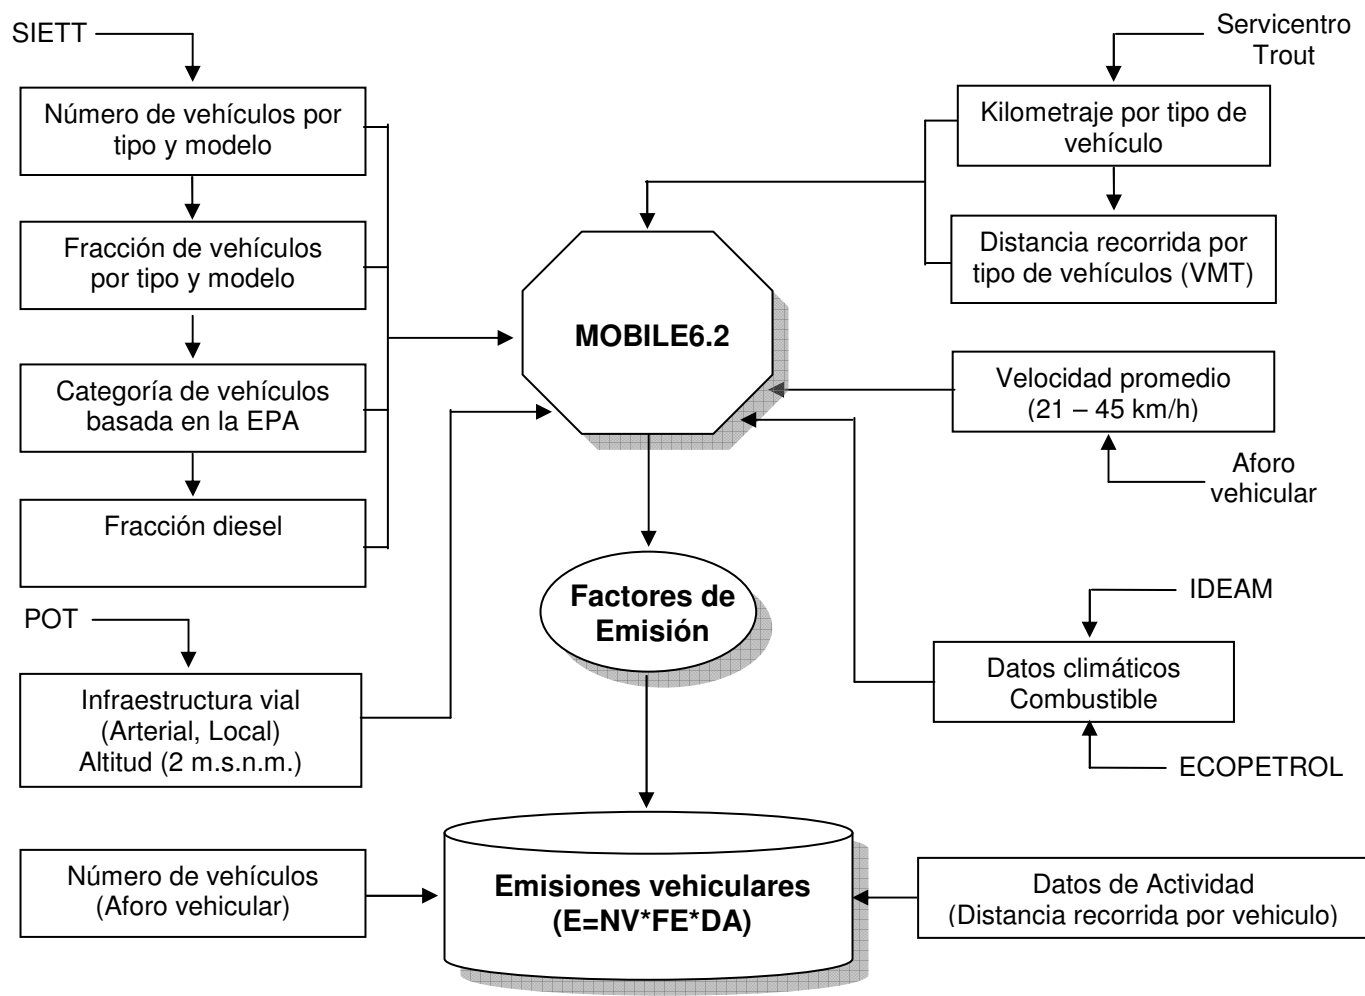 SIETT
Número de vehículos por
tipo y modelo
Fracción de vehículos
por tipo y modelo
Categoría de vehículos
basada en la EPA
Fracción diesel
POT
Infraestructura vial
(Arterial, Local)
Altitud (2 m.s.n.m.)
Número de vehículos
(Aforo vehicular)
MOBILE6.2
Factores de
Emisión
Emisiones vehiculares
(E=NV*FE*DA)
Servicentro
Trout
Kilometraje por tipo de
vehículo
Distancia recorrida por
tipo de vehículos (VMT)
Velocidad promedio
(21 – 45 km/h)
Aforo
vehicular
IDEAM
Datos climáticos
Combustible
ECOPETROL
Datos de Actividad
(Distancia recorrida por vehiculo)